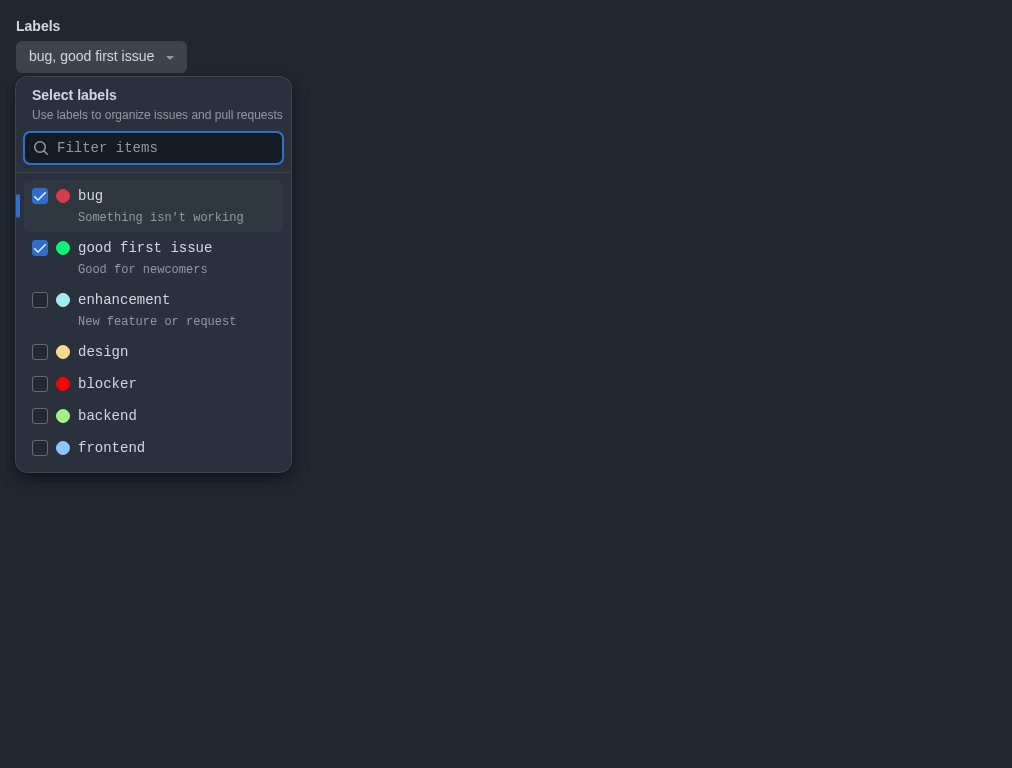 Labels
bug, good first issue
Select labels
Use labels to organize issues and pull requests
Filter items
bug
Something isn't working
good first issue
Good for newcomers
enhancement
New feature or request
design
blocker
backend
frontend